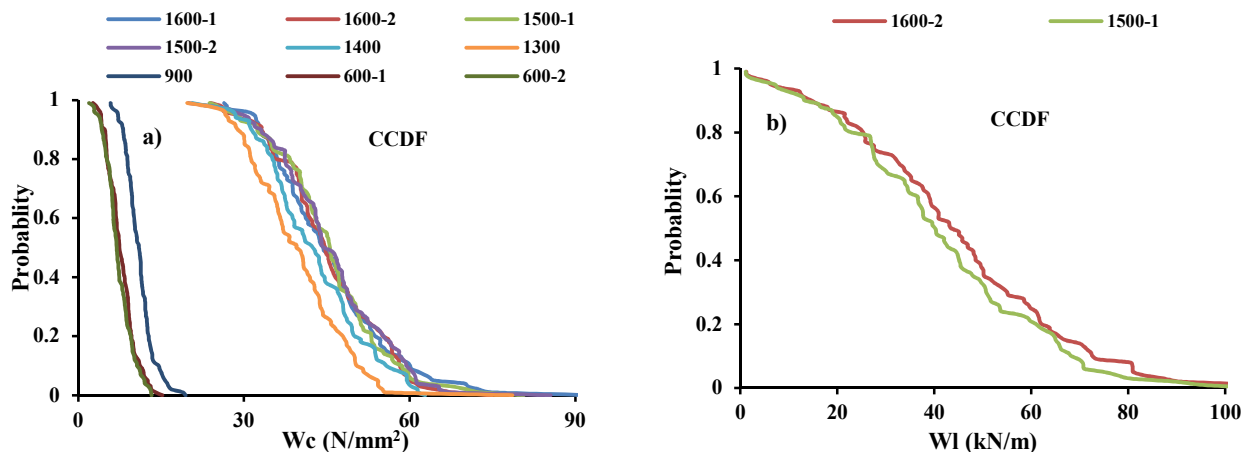 1600-1 1600-2 1500-1
1500-2 1400 1300
900 600-1 600-2
a)
CCDF
Probablity
1
0.8
0.6
0.4
0.2
0
0 30 60 90
Wc (N/mm²)
1600-2 1500-1
b)
CCDF
Probablity
1
0.8
0.6
0.4
0.2
0
0 20 40 60 80 100
Wl (kN/m)